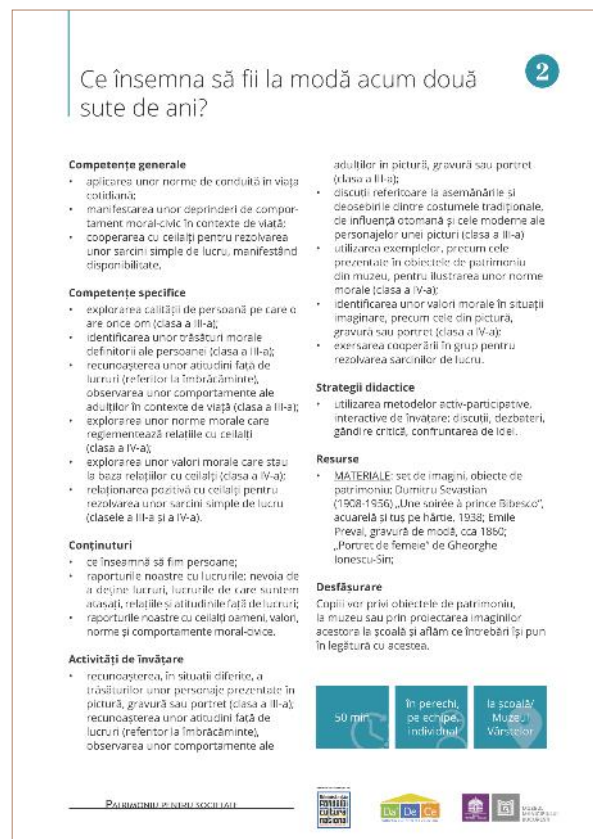 Ce însemna să fii la modă acum două
sute de ani?
2
Competențe generale
• aplicarea unor norme de conduită în viața
cotidiană;
• manifestarea unor deprinderi de compor-
tament moral-civic în contexte de viață;
• cooperarea cu ceilalți pentru rezolvarea
unor sarcini simple de lucru, manifestând
disponibilitate.
Competențe specifice
• explorarea calității de persoană pe care o
are orice om (clasa a III-a);
• identificarea unor trăsături morale
definitorii ale persoanei (clasa a III-a);
• recunoașterea unor atitudini față de
lucruri (referitor la îmbrăcăminte),
observarea unor comportamente ale
adulților în contexte de viață (clasa a III-a);
• explorarea unor norme morale care
reglementează relațiile cu ceilalți
(clasa a IV-a);
• explorarea unor valori morale care stau
la baza relațiilor cu ceilalți (clasa a IV-a);
• relaționarea pozitivă cu ceilalți pentru
rezolvarea unor sarcini simple de lucru
(clasele a III-a și a IV-a).
Conținuturi
• ce înseamnă să fim persoane;
• raporturile noastre cu lucrurile: nevoia de
a deține lucruri, lucrurile de care suntem
atașați, relațiile și atitudinile față de lucruri;
• raporturile noastre cu ceilalți oameni, valori,
norme și comportamente moral-civice.
Activități de învățare
• recunoașterea, în situații diferite, a
trăsăturilor unor personaje prezentate în
pictură, gravură sau portret (clasa a III-a);
recunoașterea unor atitudini față de
lucruri (referitor la îmbrăcăminte),
observarea unor comportamente ale
adulților în pictură, gravură sau portret
(clasa a III-a);
• discuții referitoare la asemănările și
deosebirile dintre costumele tradiționale,
de influență otomană și cele moderne ale
personajelor unei picturi (clasa a III-a)
• utilizarea exemplelor, precum cele
prezentate în obiectele de patrimoniu
din muzeu, pentru ilustrarea unor norme
morale (clasa a IV-a);
• identificarea unor valori morale în situații
imaginare, precum cele din pictură,
gravură sau portret (clasa a IV-a);
• exersarea cooperării în grup pentru
rezolvarea sarcinilor de lucru.
Strategii didactice
• utilizarea metodelor activ-participative,
interactive de învățare: discuții, dezbateri,
gândire critică, confruntarea de idei.
Resurse
• MATERIALE: set de imagini, obiecte de
patrimoniu: Dumitru Sevastian
(1908-1956) „Une soirée à prince Bibesco”,
acuarelă și tuș pe hârtie, 1938; Emile
Preval, gravură de modă, cca 1860;
„Portret de femeie” de Gheorghe
Ionescu-Sin;
Desfășurare
Copiii vor privi obiectele de patrimoniu,
la muzeu sau prin proiectarea imaginilor
acestora la școală și aflăm ce întrebări își pun
în legătură cu acestea.
50 min
în perechi,
pe echipe,
individual
la școală/
Muzeul
Vârstelor
PATRIMONIU PENTRU SOCIETATE
fondului
cultural
național
Da' De Ce
MUZEUL
MUNICIPIULUI
BUCUREȘTI